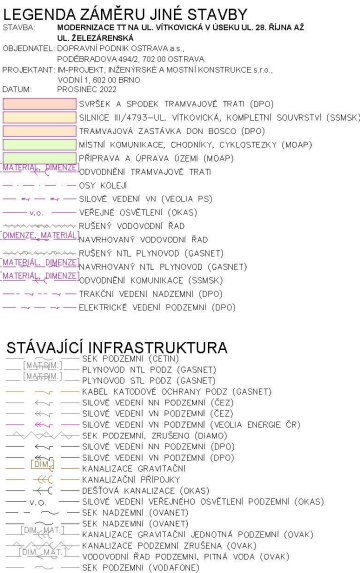 LEGENDA ZÁMĚRU JINÉ STAVBY
STAVBA: MODERNIZACE TT NA UL. VÍTKOVICKÁ V ÚSEKU UL. 28. ŘÍJNA AŽ
UL. ŽELEZÁRENSKÁ
OBJEDNATEL: DOPRAVNÍ PODNIK OSTRAVA a.s.,
PODĚBRADOVA 494/2, 702 00 OSTRAVA
PROJEKTANT: IM-PROJEKT, INŽENÝRSKÉ A MOSTNÍ KONSTRUKCE s.r.o.,
VODNÍ 1, 602 00 BRNO
DATUM: PROSINEC 2022
SVRŠEK A SPODEK TRAMVAJOVÉ TRATI (DPO)
SILNICE III/4793-UL. VÍTKOVICKÁ, KOMPLETNÍ SOUVRSTVÍ (SSMSK)
TRAMVAJOVÁ ZASTÁVKA DON BOSCO (DPO)
MÍSTNÍ KOMUNIKACE, CHODNÍKY, CYKLOSTEZKY (MOAP)
PŘÍPRAVA A ÚPRAVA ÚZEMÍ (MOAP)
MATERIÁL, DIMENZE ODVODNĚNÍ TRAMVAJOVÉ TRATI
OSY KOLEJÍ
SILOVÉ VEDENÍ VN (VEOLIA PS)
v.o. VEŘEJNÉ OSVĚTLENÍ (OKAS)
RUŠENÝ VODOVODNÍ ŘAD
DIMENZE, MATERIÁL NAVRHOVANÝ VODOVODNÍ ŘAD
RUŠENÝ NTL PLYNOVOD (GASNET)
MATERIÁL, DIMENZE NAVRHOVANÝ NTL PLYNOVOD (GASNET)
MATERIÁL, DIMENZE ODVODNĚNÍ KOMUNIKACE (SSMSK)
TRAKČNÍ VEDENÍ NADZEMNÍ (DPO)
ELEKTRICKÉ VEDENÍ PODZEMNÍ (DPO)
STÁVAJÍCÍ INFRASTRUKTURA
SEK PODZEMNÍ (CETIN)
[MAT.DIM.] PLYNOVOD NTL PODZ (GASNET)
[MAT.DIM.] PLYNOVOD STL PODZ (GASNET)
KABEL KATODOVÉ OCHRANY PODZ (GASNET)
SILOVÉ VEDENÍ NN PODZEMNÍ (ČEZ)
SILOVÉ VEDENÍ VN PODZEMNÍ (ČEZ)
SILOVÉ VEDENÍ VN PODZEMNÍ (VEOLIA ENERGIE ČR)
SEK PODZEMNÍ, ZRUŠENO (DIAMO)
SILOVÉ VEDENÍ NN PODZEMNÍ (DPO)
SILOVÉ VEDENÍ VN PODZEMNÍ (DPO)
[DIM.] KANALIZACE GRAVITAČNÍ
KANALIZAČNÍ PŘÍPOJKY
DEŠŤOVÁ KANALIZACE (OKAS)
V.O. SILOVÉ VEDENÍ VEŘEJNÉHO OSVĚTLENÍ PODZEMNÍ (OKAS)
SEK NADZEMNÍ (OVANET)
SEK NADZEMNÍ (OVANET)
[DIM., MAT.] KANALIZACE GRAVITAČNÍ JEDNOTNÁ PODZEMNÍ (OVAK)
KANALIZACE PODZEMNÍ ZRUŠENÁ (OVAK)
[DIM., MAT.] VODOVODNÍ ŘAD PODZEMNÍ, PITNÁ VODA (OVAK)
SEK PODZEMNÍ (VODAFONE)